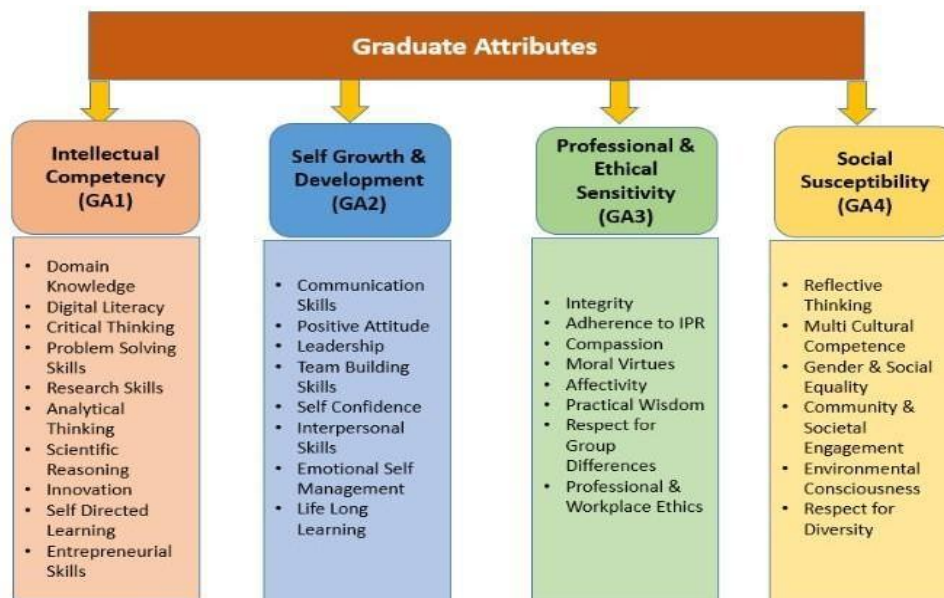 Graduate Attributes
Intellectual
Competency
(GA1)
• Domain
Knowledge
• Digital Literacy
• Critical Thinking
• Problem Solving
Skills
• Research Skills
• Analytical
Thinking
• Scientific
Reasoning
• Innovation
• Self Directed
Learning
• Entrepreneurial
Skills
Self Growth &
Development
(GA2)
• Communication
Skills
• Positive Attitude
• Leadership
• Team Building
Skills
• Self Confidence
• Interpersonal
Skills
• Emotional Self
Management
• Life Long
Learning
Professional &
Ethical
Sensitivity
(GA3)
• Integrity
• Adherence to IPR
• Compassion
• Moral Virtues
• Affectivity
• Practical Wisdom
• Respect for
Group
Differences
• Professional &
Workplace Ethics
Social
Susceptibility
(GA4)
• Reflective
Thinking
• Multi Cultural
Competence
• Gender & Social
Equality
• Community &
Societal
Engagement
• Environmental
Consciousness
• Respect for
Diversity